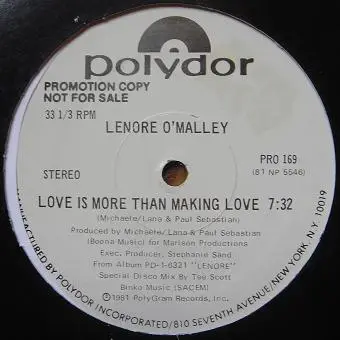 polydor
PROMOTION COPY
NOT FOR SALE
33 1/3 RPM
LENORE O'MALLEY
PRO 169
(81 NP 5546)
STEREO
LOVE IS MORE THAN MAKING LOVE 7:32
(Michaele/Lana & Paul Sebastian)
Produced by Michaele/Lana & Paul Sebastian
(Boona Music) for Marison Productions
Exec. Producer, Stephanie Sand
From Album PD-1-6321 "LENORE"
Special Disco Mix By Tee Scott
Binko Music (SACEM)
℗1981 PolyGram Records, Inc.
MANUFACTURED BY POLYDOR INCORPORATED/810 SEVENTH AVENUE/NEW YORK, N.Y. 10019